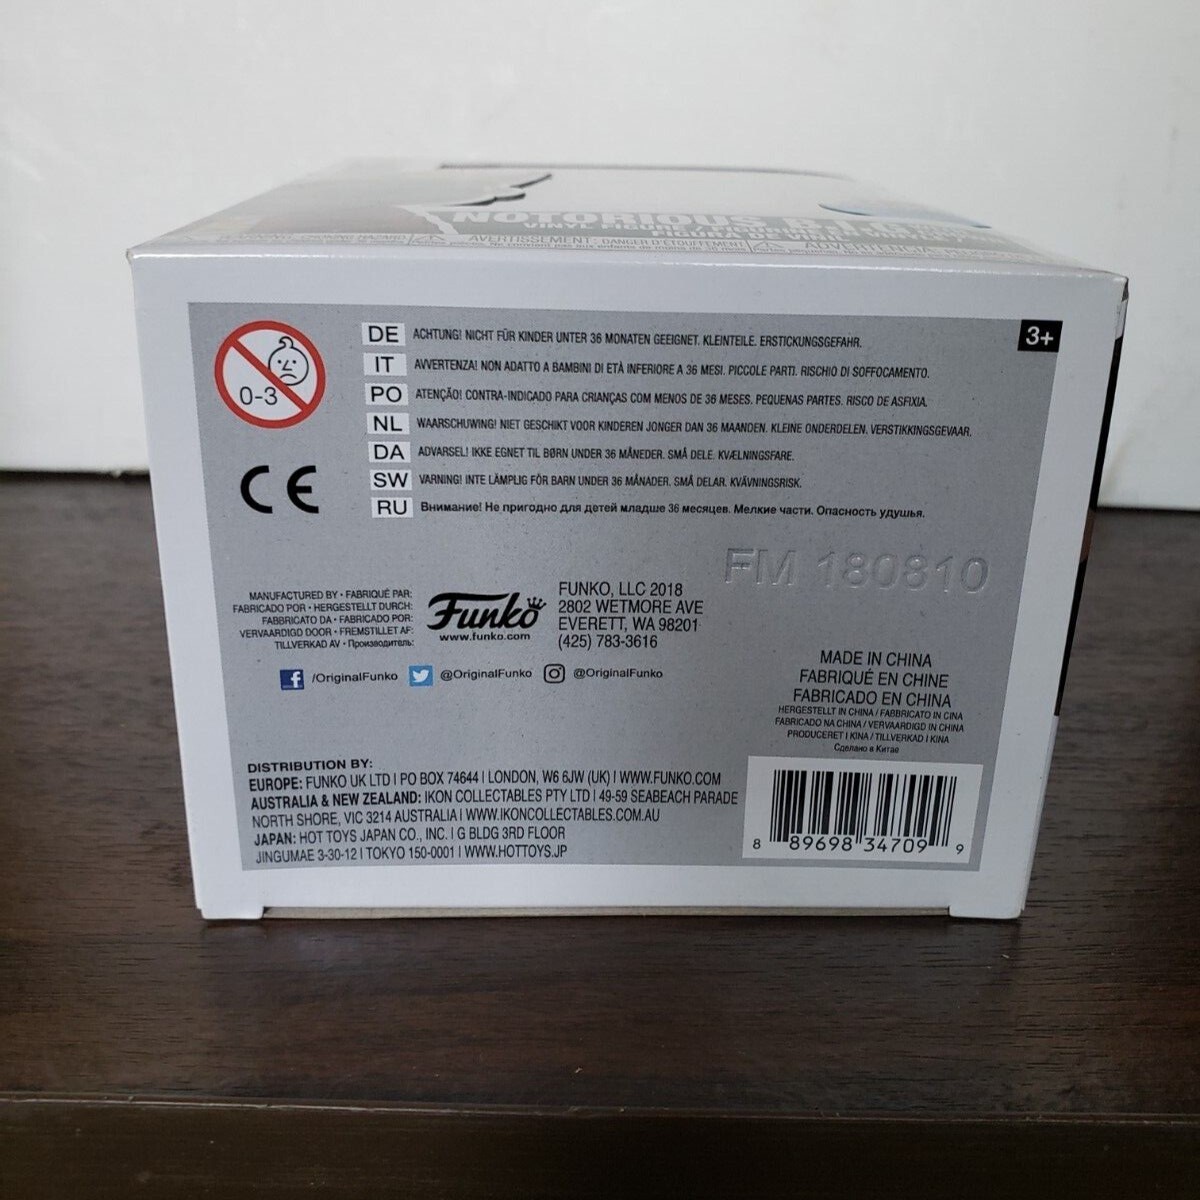 NOTORIOUS B.I.G.
VINYL FIGURE /
CHOKING HAZARD
AVERTISSEMENT: DANGER D'ÉTOUFFEMENT
ADVERTENCIA
3+
0-3
CE
DE ACHTUNG! NICHT FÜR KINDER UNTER 36 MONATEN GEEIGNET. KLEINTEILE. ERSTICKUNGSGEFAHR.
IT AVVERTENZA! NON ADATTO A BAMBINI DI ETÀ INFERIORE A 36 MESI. PICCOLE PARTI. RISCHIO DI SOFFOCAMENTO.
PO ATENÇÃO! CONTRA-INDICADO PARA CRIANÇAS COM MENOS DE 36 MESES. PEQUENAS PARTES. RISCO DE ASFIXIA.
NL WAARSCHUWING! NIET GESCHIKT VOOR KINDEREN JONGER DAN 36 MAANDEN. KLEINE ONDERDELEN. VERSTIKKINGSGEVAAR.
DA ADVARSEL! IKKE EGNET TIL BØRN UNDER 36 MÅNEDER. SMÅ DELE. KVÆLNINGSFARE.
SW VARNING! INTE LÄMPLIG FÖR BARN UNDER 36 MÅNADER. SMÅ DELAR. KVÄVNINGSRISK.
RU Внимание! Не пригодно для детей младше 36 месяцев. Мелкие части. Опасность удушья.
FM 180810
MANUFACTURED BY • FABRIQUÉ PAR:
FABRICADO POR • HERGESTELLT DURCH:
FABBRICATO DA • FABRICADO POR:
VERVAARDIGD DOOR • FREMSTILLET AF:
TILLVERKAD AV • Производитель:
Funko
www.funko.com
FUNKO, LLC 2018
2802 WETMORE AVE
EVERETT, WA 98201
(425) 783-3616
f /OriginalFunko @OriginalFunko @OriginalFunko
MADE IN CHINA
FABRIQUÉ EN CHINE
FABRICADO EN CHINA
HERGESTELLT IN CHINA / FABBRICATO IN CINA
FABRICADO NA CHINA / VERVAARDIGD IN CHINA
PRODUCERET I KINA / TILLVERKAD I KINA
Сделано в Китае
DISTRIBUTION BY:
EUROPE: FUNKO UK LTD | PO BOX 74644 | LONDON, W6 6JW (UK) | WWW.FUNKO.COM
AUSTRALIA & NEW ZEALAND: IKON COLLECTABLES PTY LTD | 49-59 SEABEACH PARADE
NORTH SHORE, VIC 3214 AUSTRALIA | WWW.IKONCOLLECTABLES.COM.AU
JAPAN: HOT TOYS JAPAN CO., INC. | G BLDG 3RD FLOOR
JINGUMAE 3-30-12 | TOKYO 150-0001 | WWW.HOTTOYS.JP
8 89698 34709 9